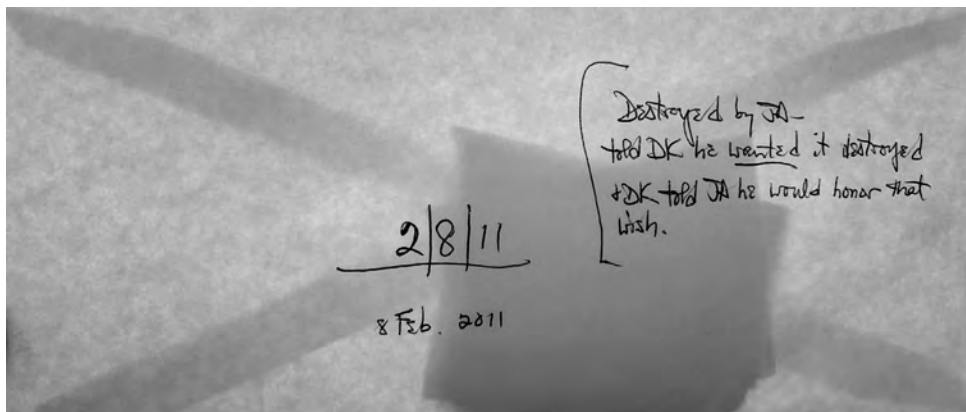 Destroyed by JA-
told DK he wanted it destroyed
+DK told JA he would honor that
wish.
2|8|11
8 Feb. 2011